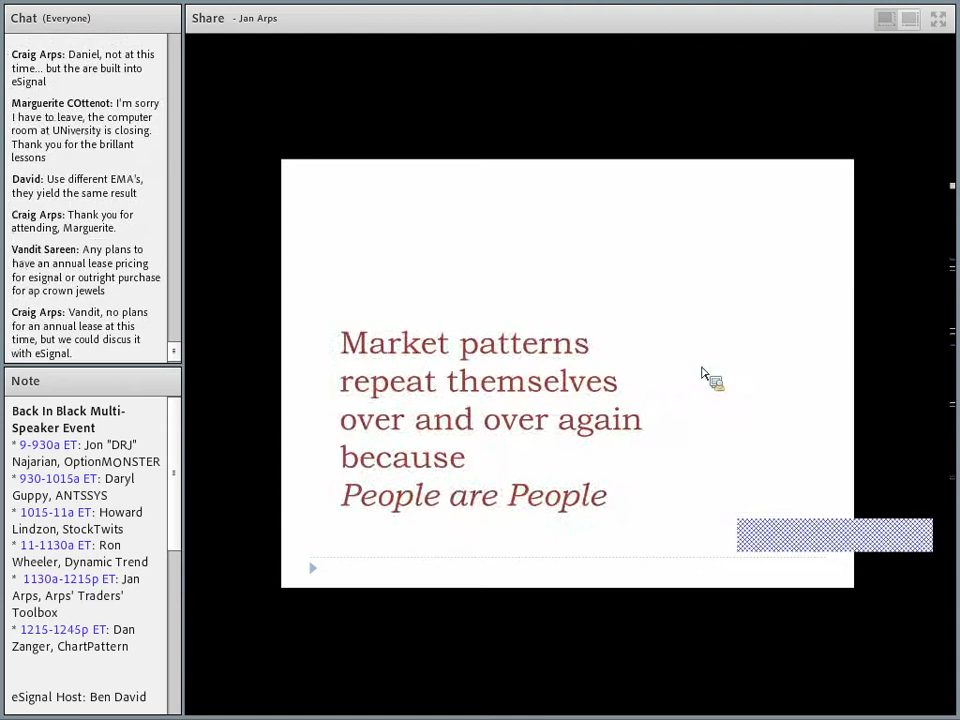 Chat (Everyone)
Craig Arps: Daniel, not at this
time... but the are built into
eSignal
Marguerite COttenot: I'm sorry
I have to leave, the computer
room at UNiversity is closing.
Thank you for the brillant
lessons
David: Use different EMA's,
they yield the same result
Craig Arps: Thank you for
attending, Marguerite.
Vandit Sareen: Any plans to
have an annual lease pricing
for esignal or outright purchase
for ap crown jewels
Craig Arps: Vandit, no plans
for an annual lease at this
time, but we could discus it
with eSignal.
Note
Back In Black Multi-
Speaker Event
* 9-930a ET: Jon "DRJ"
Najarian, OptionMONSTER
* 930-1015a ET: Daryl
Guppy, ANTSSYS
* 1015-11a ET: Howard
Lindzon, StockTwits
* 11-1130a ET: Ron
Wheeler, Dynamic Trend
* 1130a-1215p ET: Jan
Arps, Arps' Traders'
Toolbox
* 1215-1245p ET: Dan
Zanger, ChartPattern
eSignal Host: Ben David
Share - Jan Arps
Market patterns
repeat themselves
over and over again
because
People are People